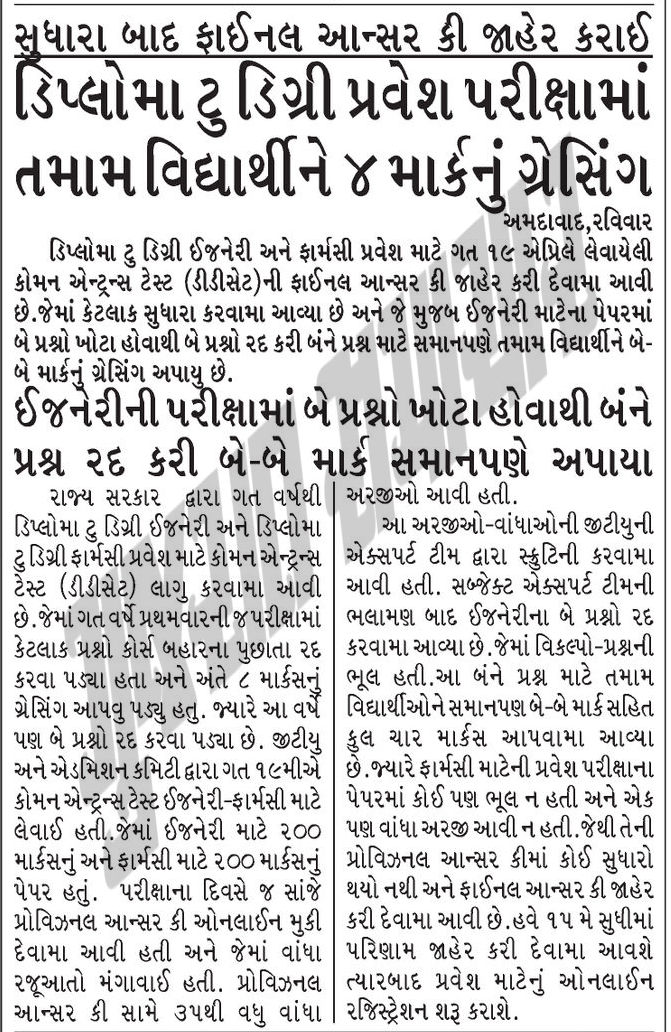 સુધારા બાદ ફાઈનલ આન્સર કી જાહેર કરાઈ
ડિપ્લોમા ટુ ડિગ્રી પ્રવેશ પરીક્ષામાં
તમામ વિદ્યાર્થીને ૪ માર્કનું ગ્રેસિંગ
અમદાવાદ,રવિવાર
ડિપ્લોમા ટુ ડિગ્રી ઈજનેરી અને ફાર્મસી પ્રવેશ માટે ગત ૧૯ એપ્રિલે લેવાયેલી
કોમન એન્ટ્રન્સ ટેસ્ટ (ડીડીસેટ)ની ફાઈનલ આન્સર કી જાહેર કરી દેવામા આવી
છે.જેમાં કેટલાક સુધારા કરવામા આવ્યા છે અને જે મુજબ ઈજનેરી માટેના પેપરમાં
બે પ્રશ્નો ખોટા હોવાથી બે પ્રશ્નો રદ કરી બંને પ્રશ્ન માટે સમાનપણે તમામ વિદ્યાર્થીને બે-
બે માર્કનું ગ્રેસિંગ અપાયુ છે.
ઈજનેરીની પરીક્ષામાં બે પ્રશ્નો ખોટા હોવાથી બંને
પ્રશ્ન રદ કરી બે-બે માર્ક સમાનપણે અપાયા
રાજ્ય સરકાર દ્વારા ગત વર્ષથી
ડિપ્લોમા ટુ ડિગ્રી ઈજનેરી અને ડિપ્લોમા
ટુ ડિગ્રી ફાર્મસી પ્રવેશ માટે કોમન એન્ટ્રન્સ
ટેસ્ટ (ડીડીસેટ) લાગુ કરવામા આવી
છે.જેમાં ગત વર્ષે પ્રથમવારની જ પરીક્ષામાં
કેટલાક પ્રશ્નો કોર્સ બહારના પુછાતા રદ
કરવા પડ્યા હતા અને અંતે ૮ માર્કસનું
ગ્રેસિંગ આપવુ પડ્યુ હતુ. જ્યારે આ વર્ષે
પણ બે પ્રશ્નો રદ કરવા પડ્યા છે. જીટીયુ
અને એડમિશન કમિટી દ્વારા ગત ૧૯મીએ
કોમન એન્ટ્રન્સ ટેસ્ટ ઈજનેરી-ફાર્મસી માટે
લેવાઈ હતી.જેમાં ઈજનેરી માટે ૨૦૦
માર્કસનું અને ફાર્મસી માટે ૨૦૦ માર્કસનું
પેપર હતું. પરીક્ષાના દિવસે જ સાંજે
પ્રોવિઝનલ આન્સર કી ઓનલાઈન મુકી
દેવામા આવી હતી અને જેમાં વાંધા
રજૂઆતો મંગાવાઈ હતી. પ્રોવિઝનલ
આન્સર કી સામે ૩૫થી વધુ વાંધા
અરજીઓ આવી હતી.
આ અરજીઓ-વાંધાઓની જીટીયુની
એક્સપર્ટ ટીમ દ્વારા સ્ક્રુટિની કરવામા
આવી હતી. સબ્જેક્ટ એક્સપર્ટ ટીમની
ભલામણ બાદ ઈજનેરીના બે પ્રશ્નો રદ
કરવામા આવ્યા છે.જેમાં વિકલ્પો-પ્રશ્નની
ભૂલ હતી.આ બંને પ્રશ્ન માટે તમામ
વિદ્યાર્થીઓને સમાનપણ બે-બે માર્ક સહિત
કુલ ચાર માર્કસ આપવામા આવ્યા
છે.જ્યારે ફાર્મસી માટેની પ્રવેશ પરીક્ષાના
પેપરમાં કોઈ પણ ભૂલ ન હતી અને એક
પણ વાંધા અરજી આવી ન હતી.જેથી તેની
પ્રોવિઝનલ આન્સર કીમાં કોઈ સુધારો
થયો નથી અને ફાઈનલ આન્સર કી જાહેર
કરી દેવામા આવી છે.હવે ૧૫ મે સુધીમાં
પરિણામ જાહેર કરી દેવામા આવશે
ત્યારબાદ પ્રવેશ માટેનું ઓનલાઈન
રજિસ્ટ્રેશન શરૂ કરાશે.
ગુજરાત સમાચાર